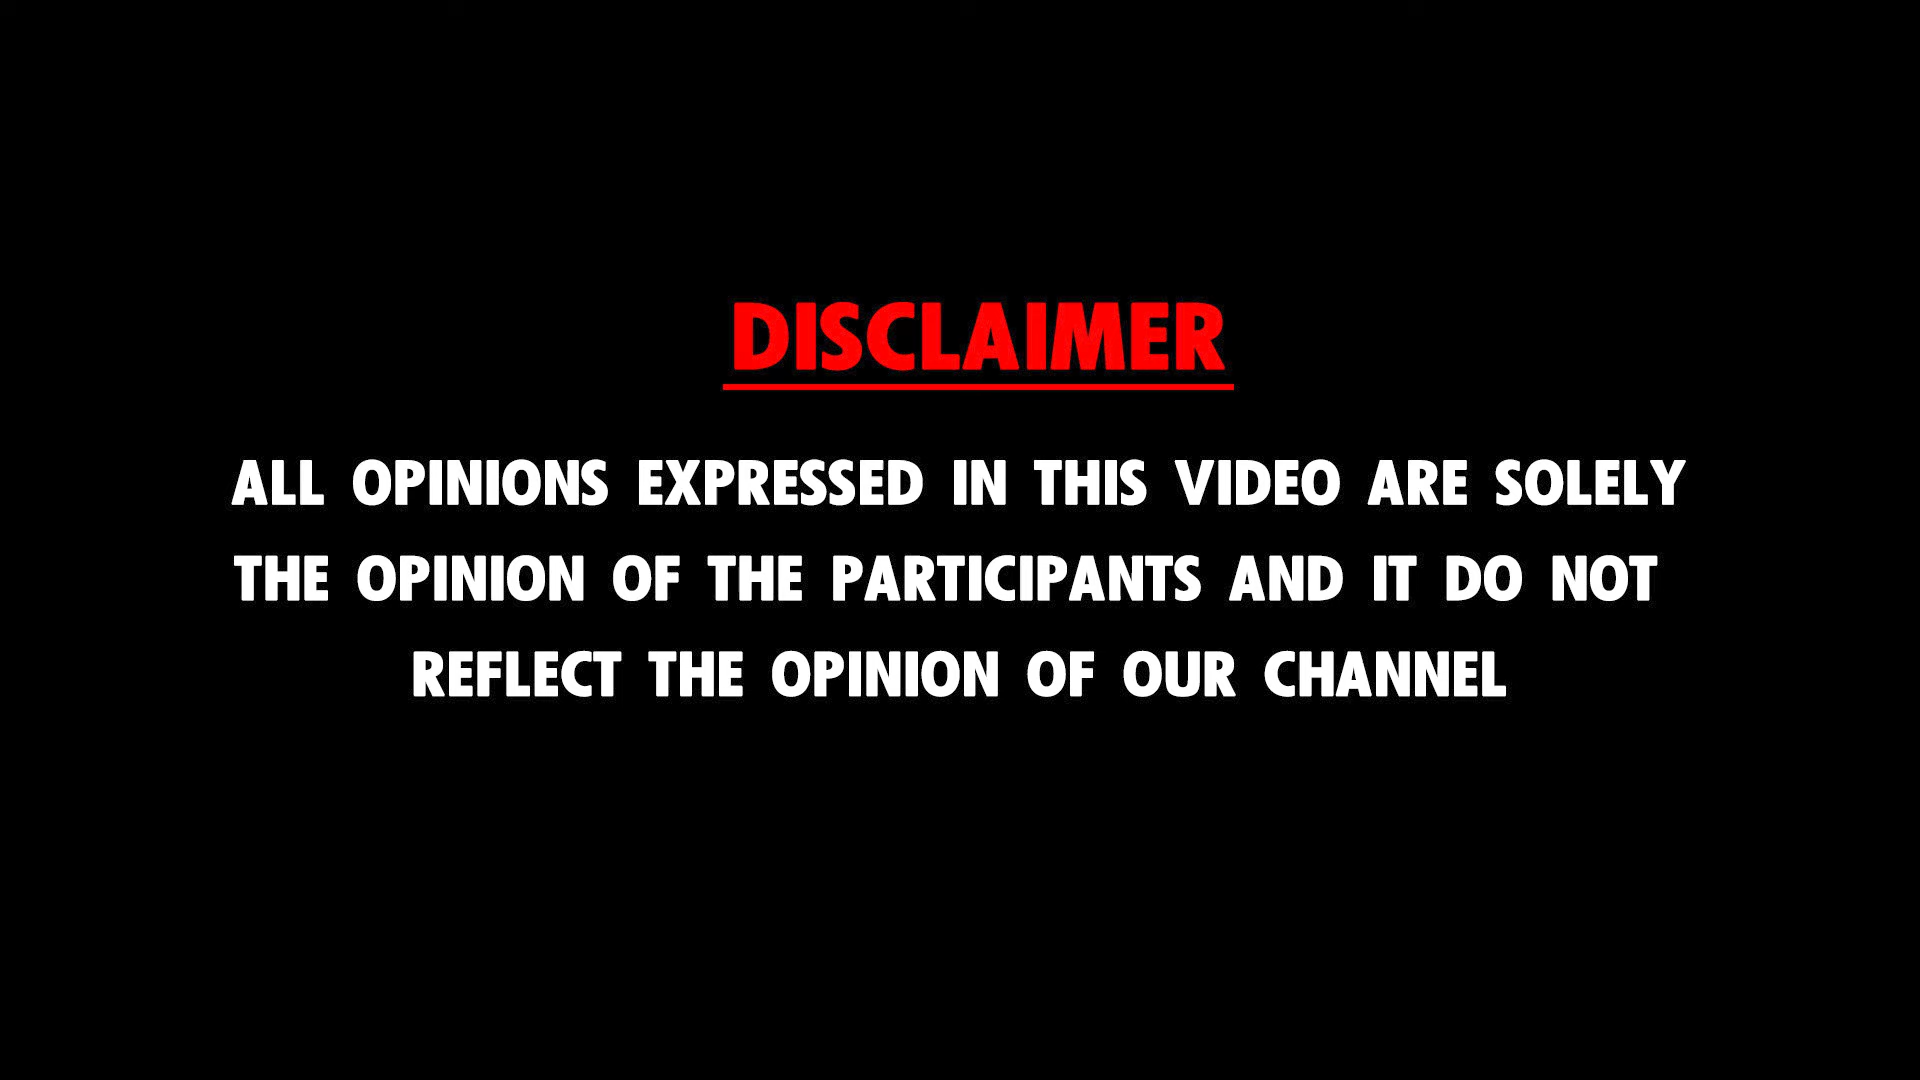 DISCLAIMER
ALL OPINIONS EXPRESSED IN THIS VIDEO ARE SOLELY
THE OPINION OF THE PARTICIPANTS AND IT DO NOT
REFLECT THE OPINION OF OUR CHANNEL